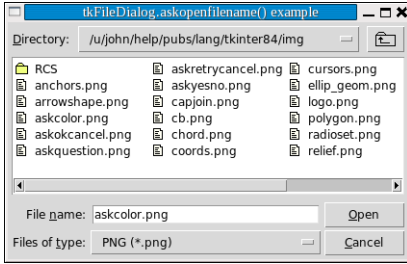 tkFileDialog.askopenfilename() example
Directory: /u/john/help/pubs/lang/tkinter84/img
RCS askretrycancel.png cursors.png
anchors.png askyesno.png ellip_geom.png
arrowshape.png capjoin.png logo.png
askcolor.png cb.png polygon.png
askokcancel.png chord.png radioset.png
askquestion.png coords.png relief.png
File name: askcolor.png Open
Files of type: PNG (*.png) Cancel